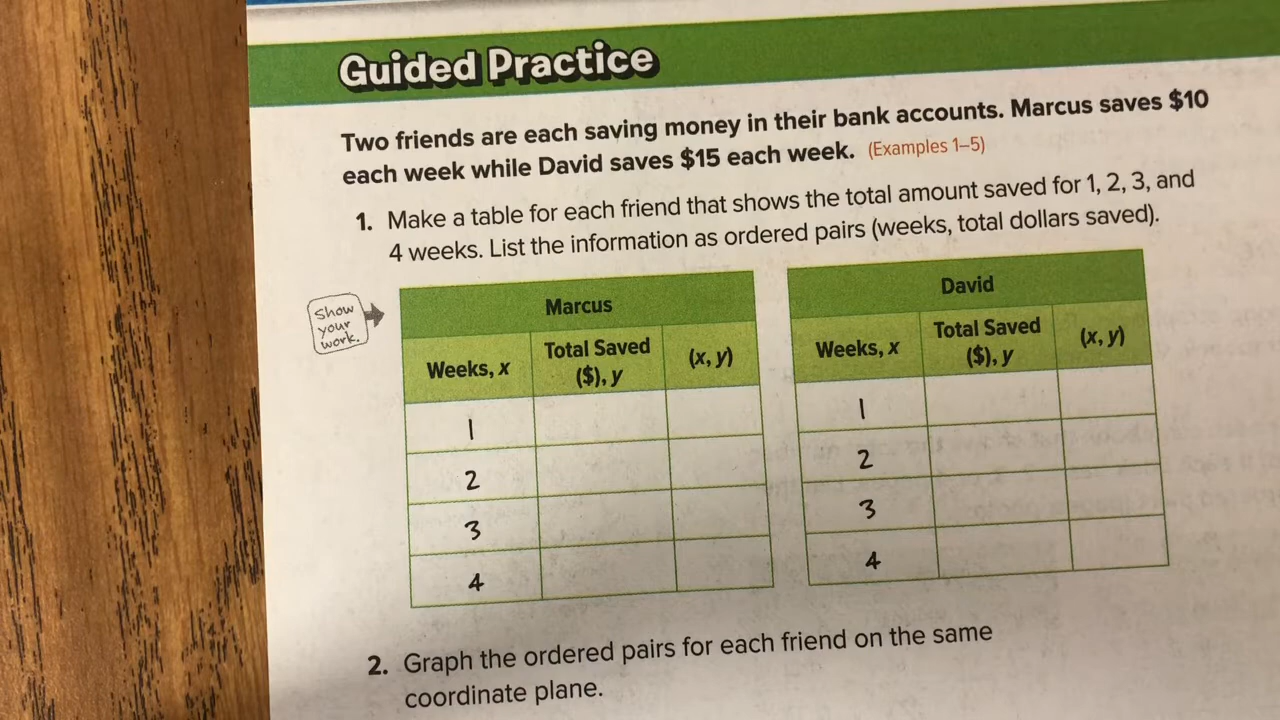 Guided Practice
Two friends are each saving money in their bank accounts. Marcus saves $10
each week while David saves $15 each week. (Examples 1–5)
1. Make a table for each friend that shows the total amount saved for 1, 2, 3, and
4 weeks. List the information as ordered pairs (weeks, total dollars saved).
Show
your
work.
Marcus
Weeks, x
Total Saved
($), y
(x, y)
1
2
3
4
David
Weeks, x
Total Saved
($), y
(x, y)
1
2
3
4
2. Graph the ordered pairs for each friend on the same
coordinate plane.